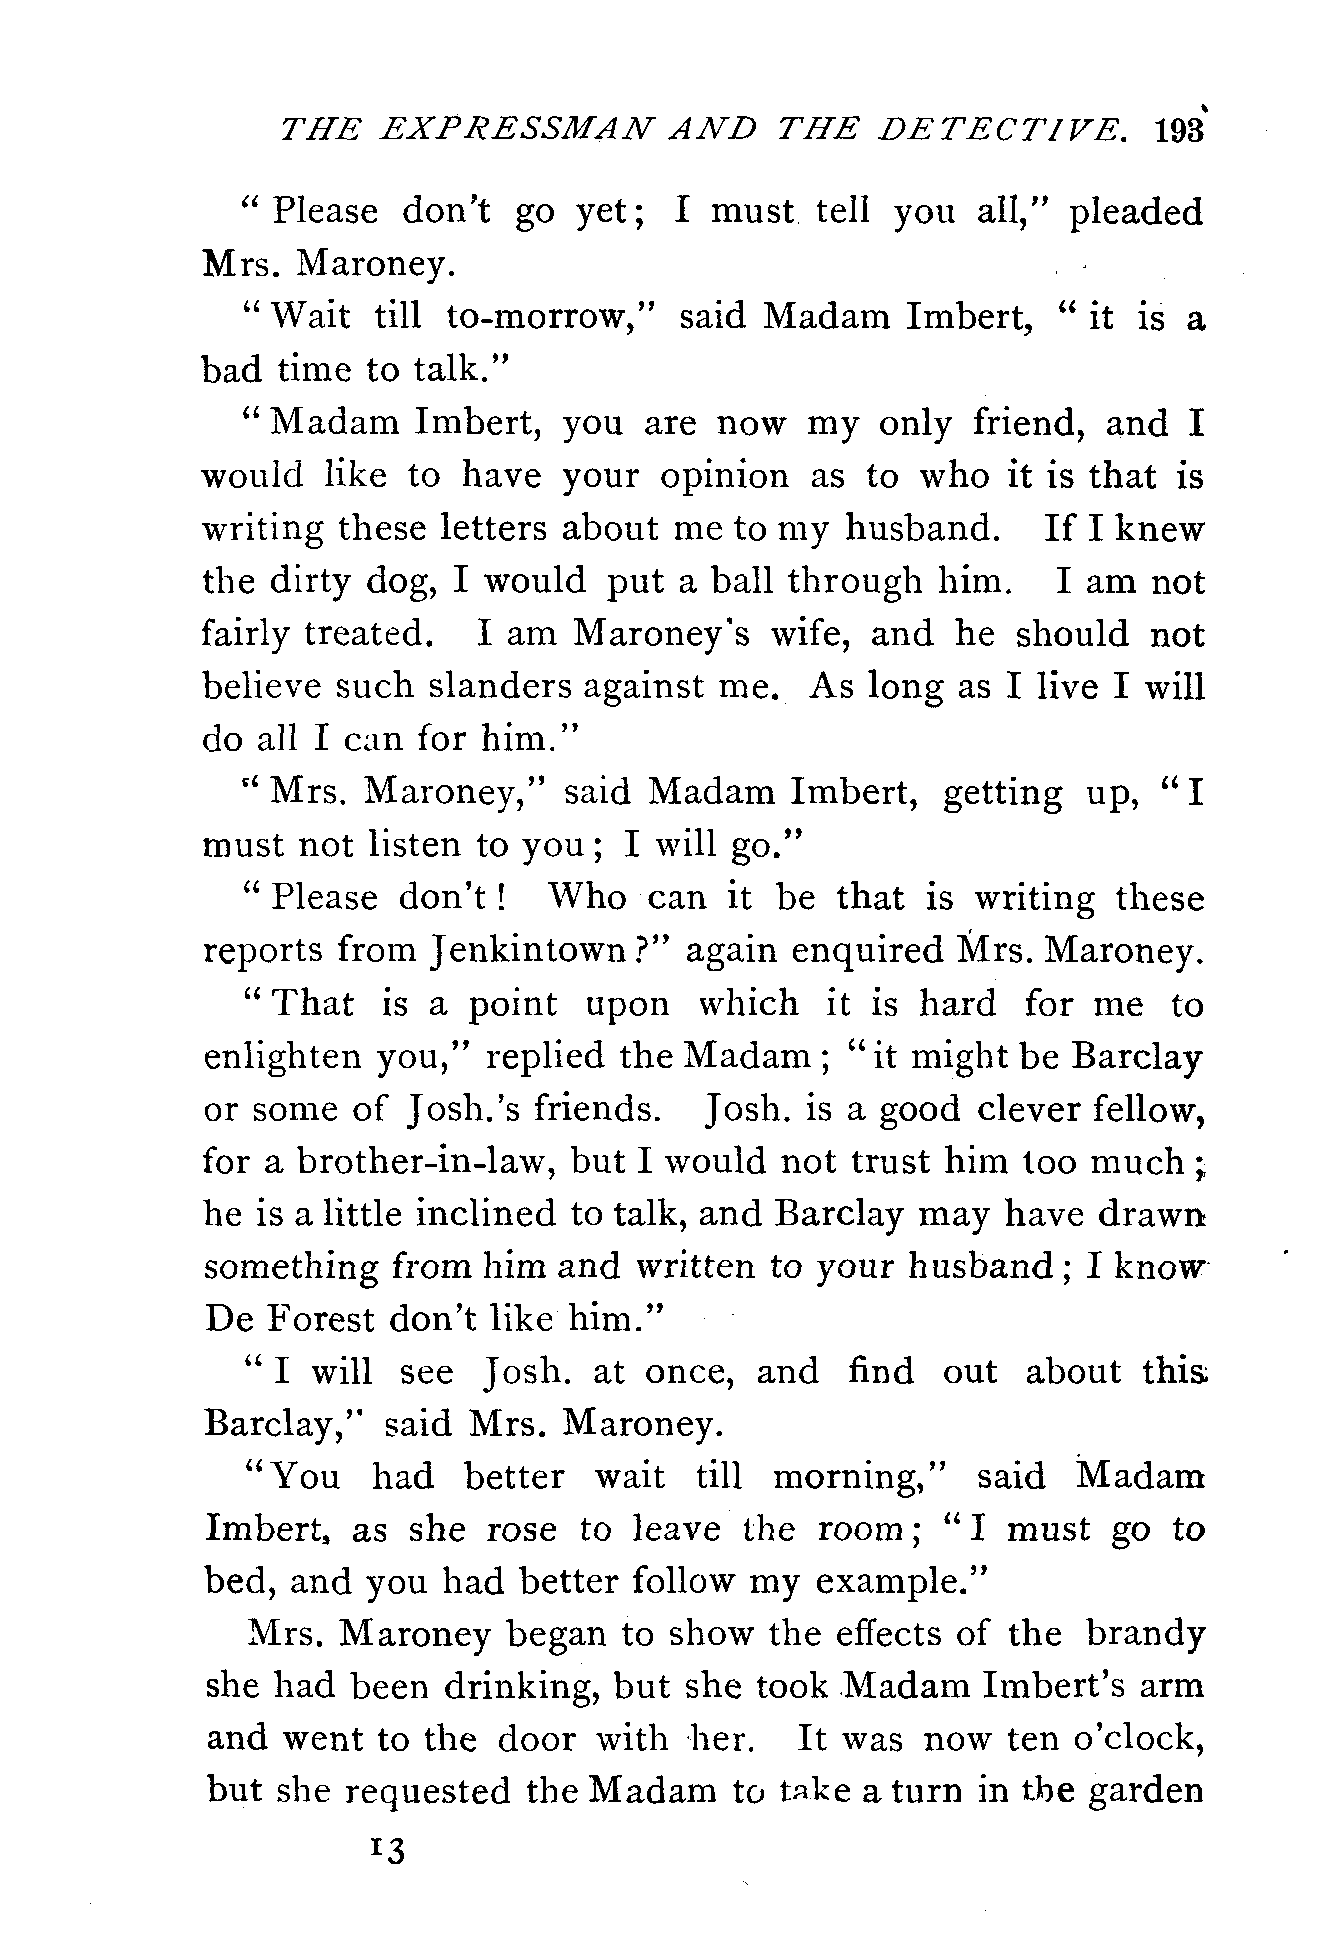 THE EXPRESSMAN AND THE DETECTIVE. 193
“Please don't go yet; I must tell you all,” pleaded
Mrs. Maroney.
“Wait till to-morrow,” said Madam Imbert, “it is a
bad time to talk.”
“Madam Imbert, you are now my only friend, and I
would like to have your opinion as to who it is that is
writing these letters about me to my husband. If I knew
the dirty dog, I would put a ball through him. I am not
fairly treated. I am Maroney's wife, and he should not
believe such slanders against me. As long as I live I will
do all I can for him.”
“Mrs. Maroney,” said Madam Imbert, getting up, “I
must not listen to you; I will go.”
“Please don't! Who can it be that is writing these
reports from Jenkintown?” again enquired Mrs. Maroney.
“That is a point upon which it is hard for me to
enlighten you,” replied the Madam; “it might be Barclay
or some of Josh.'s friends. Josh. is a good clever fellow,
for a brother-in-law, but I would not trust him too much;
he is a little inclined to talk, and Barclay may have drawn
something from him and written to your husband; I know
De Forest don't like him.”
“I will see Josh. at once, and find out about this
Barclay,” said Mrs. Maroney.
“You had better wait till morning,” said Madam
Imbert, as she rose to leave the room; “I must go to
bed, and you had better follow my example.”
Mrs. Maroney began to show the effects of the brandy
she had been drinking, but she took Madam Imbert's arm
and went to the door with her. It was now ten o'clock,
but she requested the Madam to take a turn in the garden
13